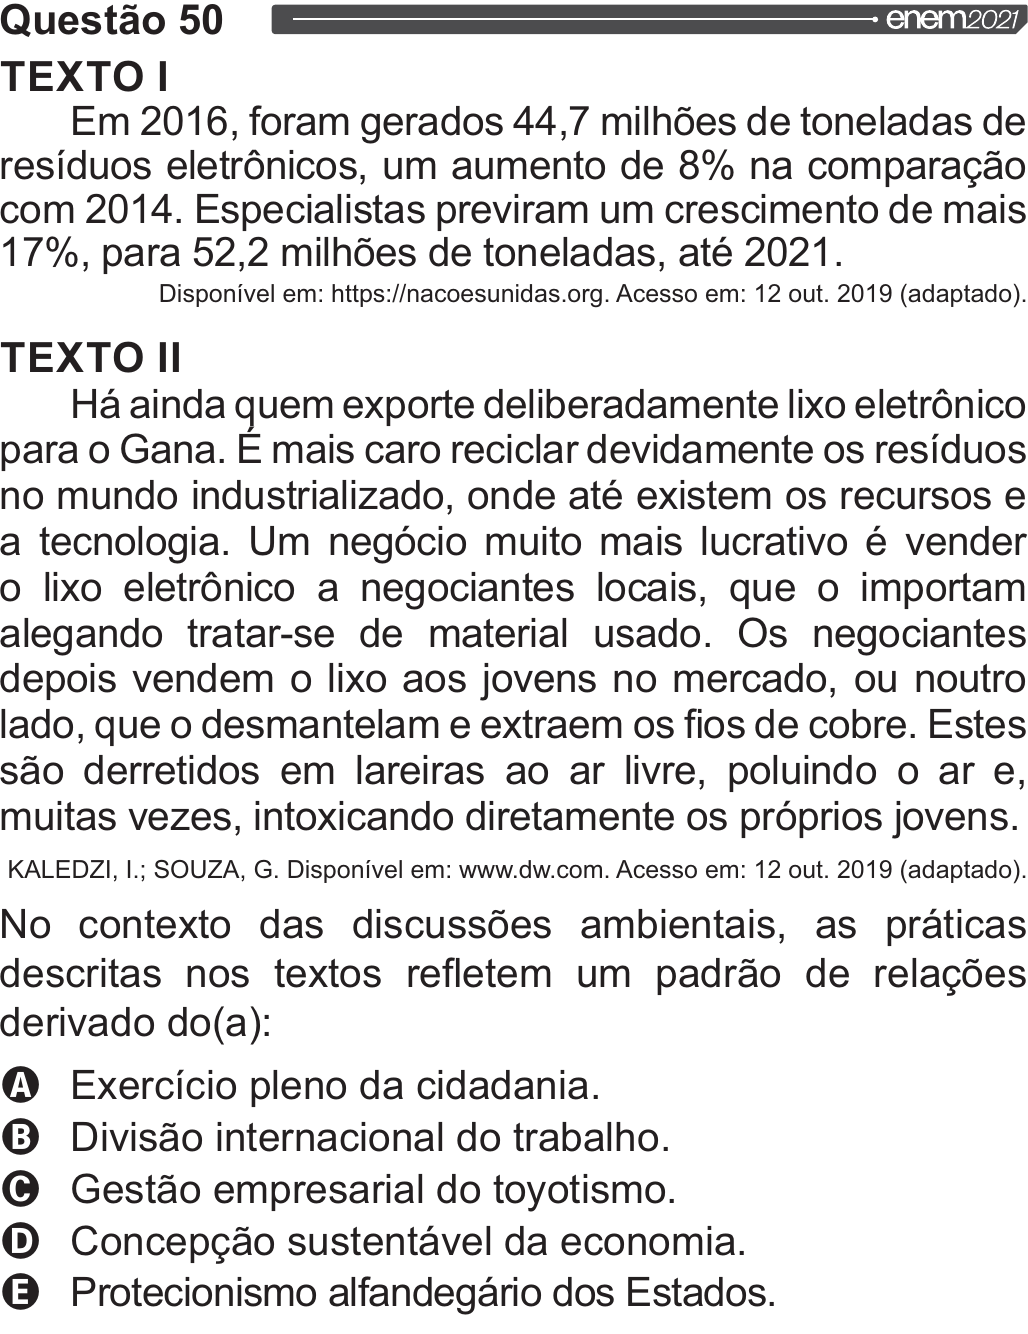 Questão 50 enem2021
TEXTO I
Em 2016, foram gerados 44,7 milhões de toneladas de
resíduos eletrônicos, um aumento de 8% na comparação
com 2014. Especialistas previram um crescimento de mais
17%, para 52,2 milhões de toneladas, até 2021.
Disponível em: https://nacoesunidas.org. Acesso em: 12 out. 2019 (adaptado).
TEXTO II
Há ainda quem exporte deliberadamente lixo eletrônico
para o Gana. É mais caro reciclar devidamente os resíduos
no mundo industrializado, onde até existem os recursos e
a tecnologia. Um negócio muito mais lucrativo é vender
o lixo eletrônico a negociantes locais, que o importam
alegando tratar-se de material usado. Os negociantes
depois vendem o lixo aos jovens no mercado, ou noutro
lado, que o desmantelam e extraem os fios de cobre. Estes
são derretidos em lareiras ao ar livre, poluindo o ar e,
muitas vezes, intoxicando diretamente os próprios jovens.
KALEDZI, I.; SOUZA, G. Disponível em: www.dw.com. Acesso em: 12 out. 2019 (adaptado).
No contexto das discussões ambientais, as práticas
descritas nos textos refletem um padrão de relações
derivado do(a):
A Exercício pleno da cidadania.
B Divisão internacional do trabalho.
C Gestão empresarial do toyotismo.
D Concepção sustentável da economia.
E Protecionismo alfandegário dos Estados.